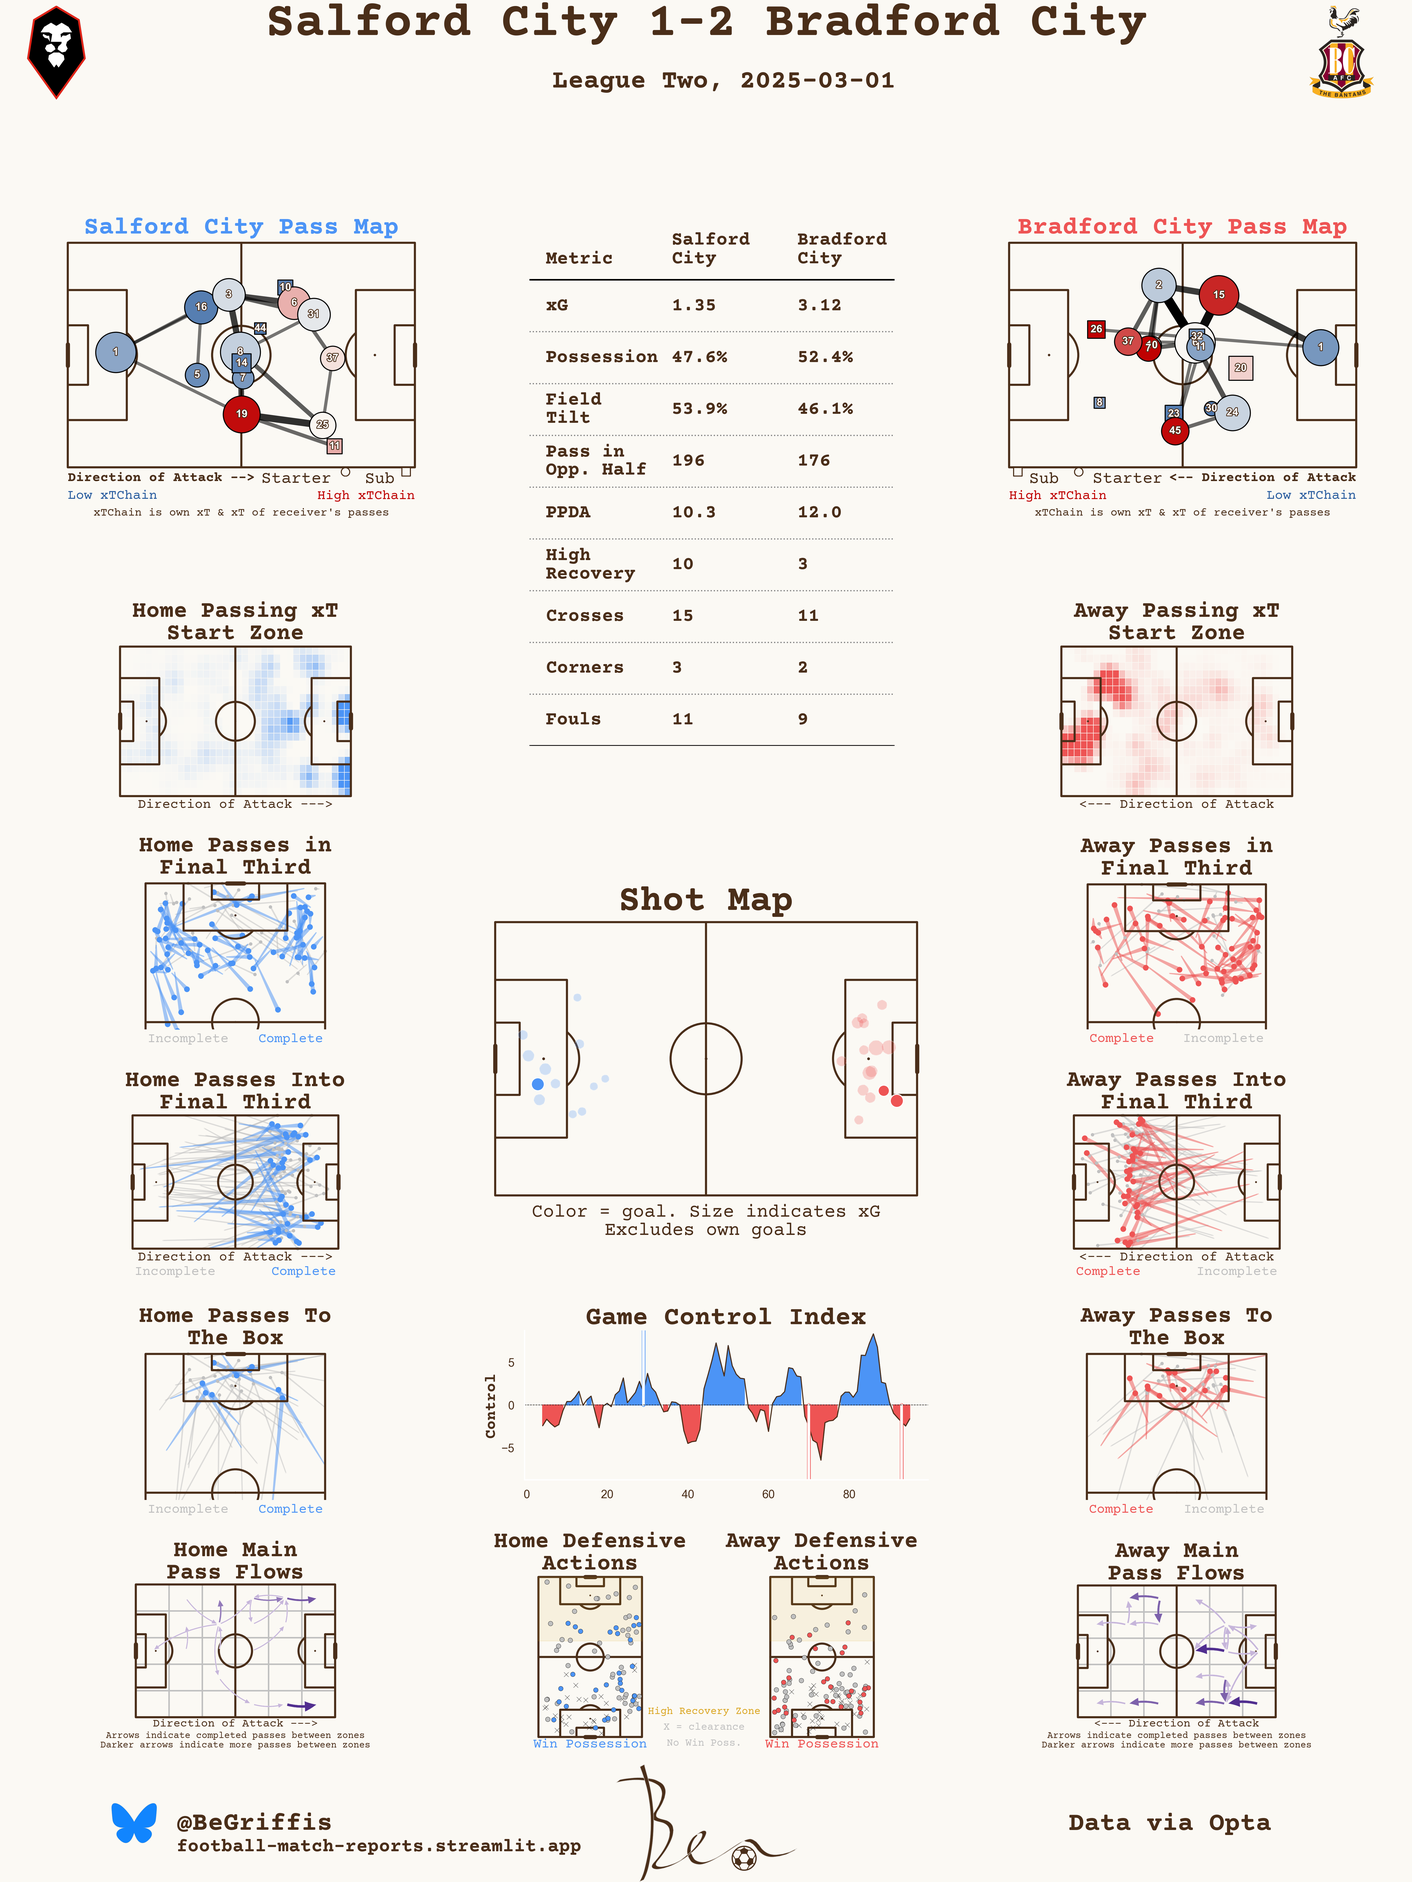 Salford City 1-2 Bradford City
League Two, 2025-03-01
BC
AFC
THE BANTAMS
Salford City Pass Map
1
16
5
3
8
14
7
19
44
10
6
31
37
25
11
Direction of Attack --> Starter Sub
Low xTChain High xTChain
xTChain is own xT & xT of receiver's passes
Metric Salford City Bradford City
xG 1.35 3.12
Possession 47.6% 52.4%
Field Tilt 53.9% 46.1%
Pass in Opp. Half 196 176
PPDA 10.3 12.0
High Recovery 10 3
Crosses 15 11
Corners 3 2
Fouls 11 9
Bradford City Pass Map
2
15
26
37
7
32
11
1
20
8
23
30
24
45
Sub Starter <-- Direction of Attack
High xTChain Low xTChain
xTChain is own xT & xT of receiver's passes
Home Passing xT
Start Zone
Direction of Attack --->
Away Passing xT
Start Zone
<--- Direction of Attack
Home Passes in
Final Third
Incomplete Complete
Away Passes in
Final Third
Complete Incomplete
Shot Map
Color = goal. Size indicates xG
Excludes own goals
Home Passes Into
Final Third
Direction of Attack --->
Incomplete Complete
Away Passes Into
Final Third
<--- Direction of Attack
Complete Incomplete
Home Passes To
The Box
Incomplete Complete
Game Control Index
Control
5
0
−5
0 20 40 60 80
Away Passes To
The Box
Complete Incomplete
Home Main
Pass Flows
Direction of Attack --->
Arrows indicate completed passes between zones
Darker arrows indicate more passes between zones
Home Defensive
Actions
Win Possession
High Recovery Zone
X = clearance
No Win Poss.
Away Defensive
Actions
Win Possession
Away Main
Pass Flows
<--- Direction of Attack
Arrows indicate completed passes between zones
Darker arrows indicate more passes between zones
@BeGriffis
football-match-reports.streamlit.app
Ben
Data via Opta